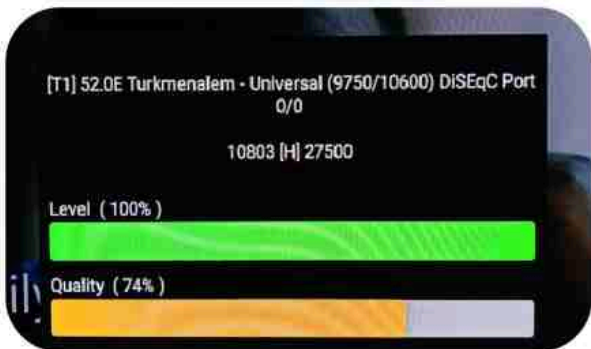 [T1] 52.0E Turkmenalem - Universal (9750/10600) DiSEqC Port
0/0
10803 [H] 27500
Level ( 100% )
Quality ( 74% )